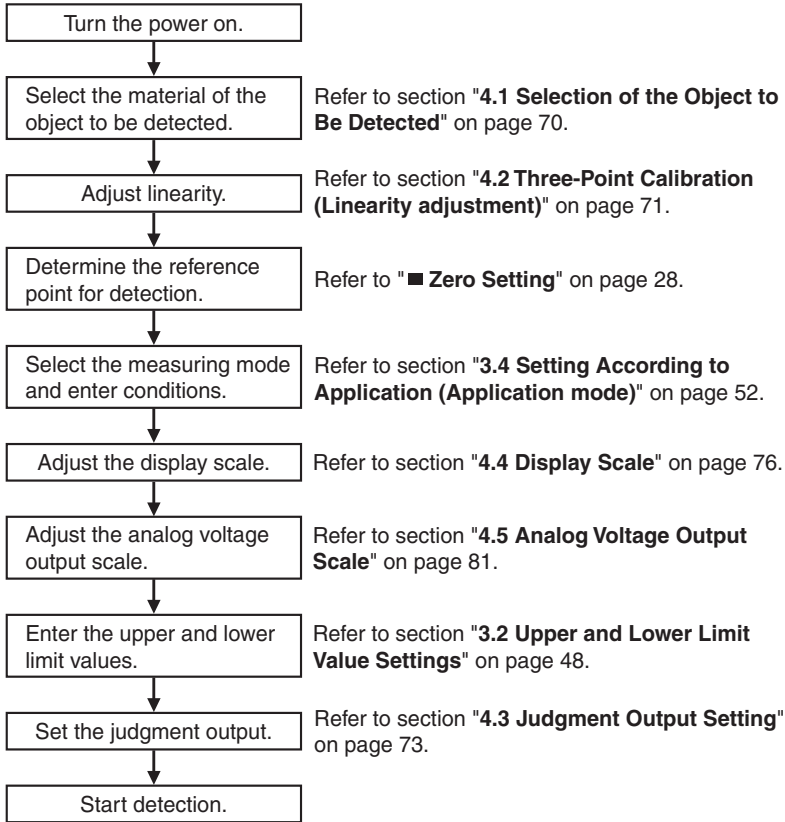 Turn the power on.
Select the material of the
object to be detected.
Refer to section "4.1 Selection of the Object to
Be Detected" on page 70.
Adjust linearity.
Refer to section "4.2 Three-Point Calibration
(Linearity adjustment)" on page 71.
Determine the reference
point for detection.
Refer to "■ Zero Setting" on page 28.
Select the measuring mode
and enter conditions.
Refer to section "3.4 Setting According to
Application (Application mode)" on page 52.
Adjust the display scale.
Refer to section "4.4 Display Scale" on page 76.
Adjust the analog voltage
output scale.
Refer to section "4.5 Analog Voltage Output
Scale" on page 81.
Enter the upper and lower
limit values.
Refer to section "3.2 Upper and Lower Limit
Value Settings" on page 48.
Set the judgment output.
Refer to section "4.3 Judgment Output Setting"
on page 73.
Start detection.